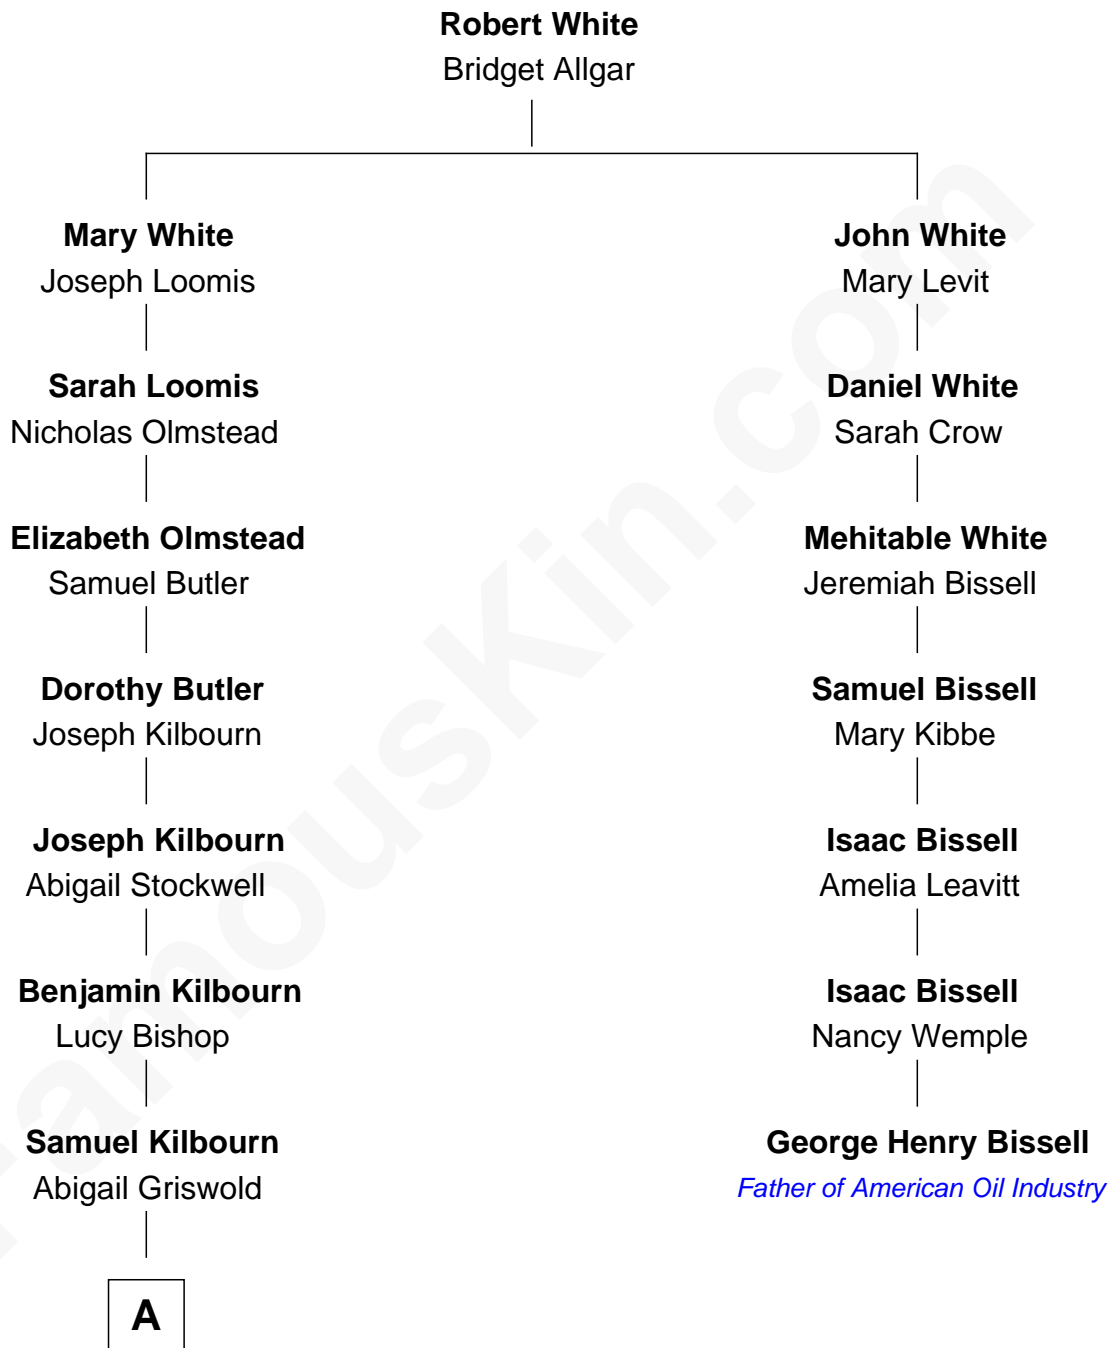 Robert White
Bridget Allgar
Mary White
Joseph Loomis
John White
Mary Levit
Sarah Loomis
Nicholas Olmstead
Daniel White
Sarah Crow
Elizabeth Olmstead
Samuel Butler
Mehitable White
Jeremiah Bissell
Dorothy Butler
Joseph Kilbourn
Samuel Bissell
Mary Kibbe
Joseph Kilbourn
Abigail Stockwell
Isaac Bissell
Amelia Leavitt
Benjamin Kilbourn
Lucy Bishop
Isaac Bissell
Nancy Wemple
Samuel Kilbourn
Abigail Griswold
George Henry Bissell
Father of American Oil Industry
A
FamousKin.com